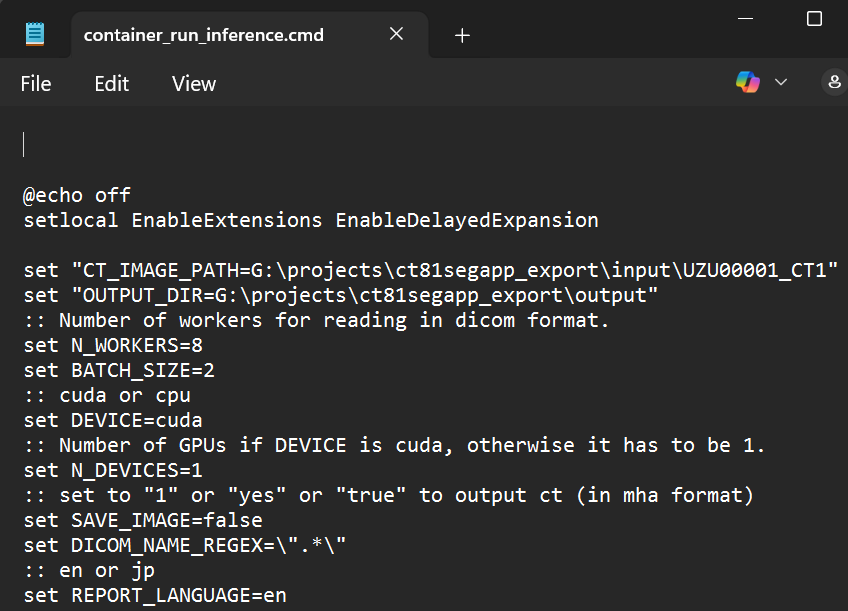 container_run_inference.cmd
File Edit View
@echo off
setlocal EnableExtensions EnableDelayedExpansion
set "CT_IMAGE_PATH=G:\projects\ct81segapp_export\input\UZU00001_CT1"
set "OUTPUT_DIR=G:\projects\ct81segapp_export\output"
:: Number of workers for reading in dicom format.
set N_WORKERS=8
set BATCH_SIZE=2
:: cuda or cpu
set DEVICE=cuda
:: Number of GPUs if DEVICE is cuda, otherwise it has to be 1.
set N_DEVICES=1
:: set to "1" or "yes" or "true" to output ct (in mha format)
set SAVE_IMAGE=false
set DICOM_NAME_REGEX=\".*\"
:: en or jp
set REPORT_LANGUAGE=en